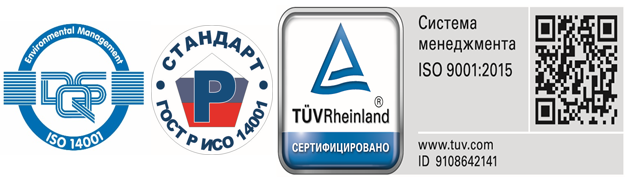 Environmental Management
DQS
ISO 14001
СТАНДАРТ
Р
ГОСТ Р ИСО 14001
TÜVRheinland®
СЕРТИФИЦИРОВАНО
Система
менеджмента
ISO 9001:2015
www.tuv.com
ID 9108642141